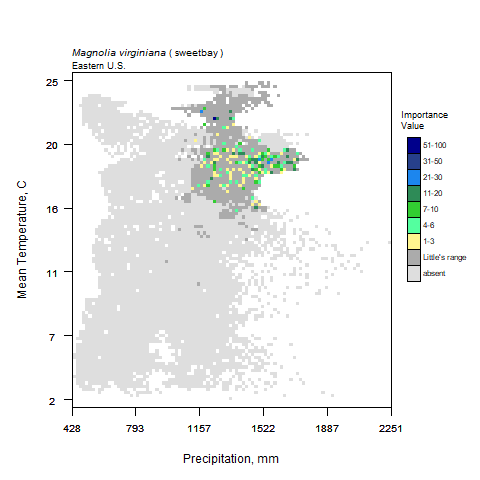 Magnolia virginiana ( sweetbay )
Eastern U.S.
25
20
16
11
7
2
Mean Temperature, C
428 793 1157 1522 1887 2251
Precipitation, mm
Importance
Value
51-100
31-50
21-30
11-20
7-10
4-6
1-3
Little's range
absent